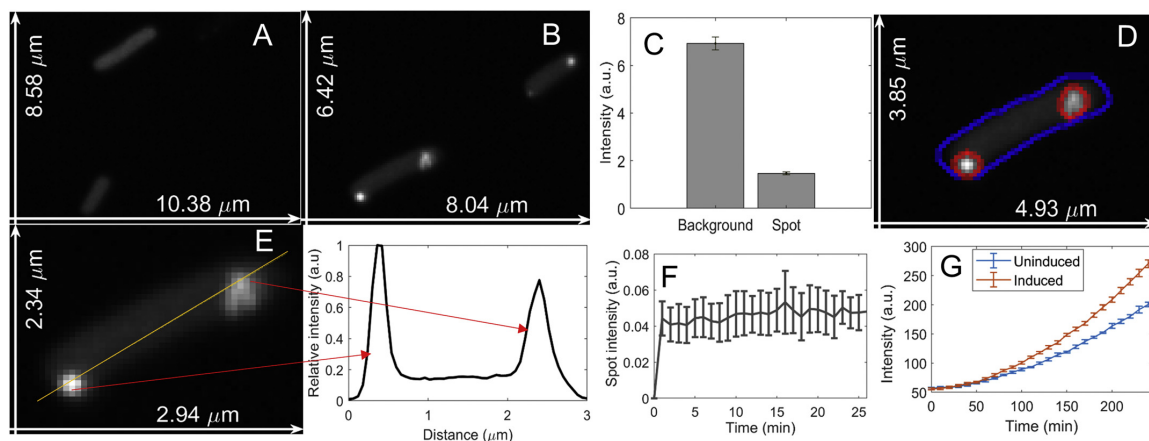 A
8.58 μm
10.38 μm
B
6.42 μm
8.04 μm
C
Intensity (a.u.)
8
6
4
2
0
Background Spot
D
3.85 μm
4.93 μm
E
2.34 μm
2.94 μm
Relative intensity (a.u)
1
0.8
0.6
0.4
0.2
0
0 1 2 3
Distance (μm)
F
Spot intensity (a.u.)
0.08
0.06
0.04
0.02
0.00
0 5 10 15 20 25
Time (min)
G
Uninduced
Induced
Intensity (a.u.)
300
250
200
150
100
50
0 50 100 150 200
Time (min)